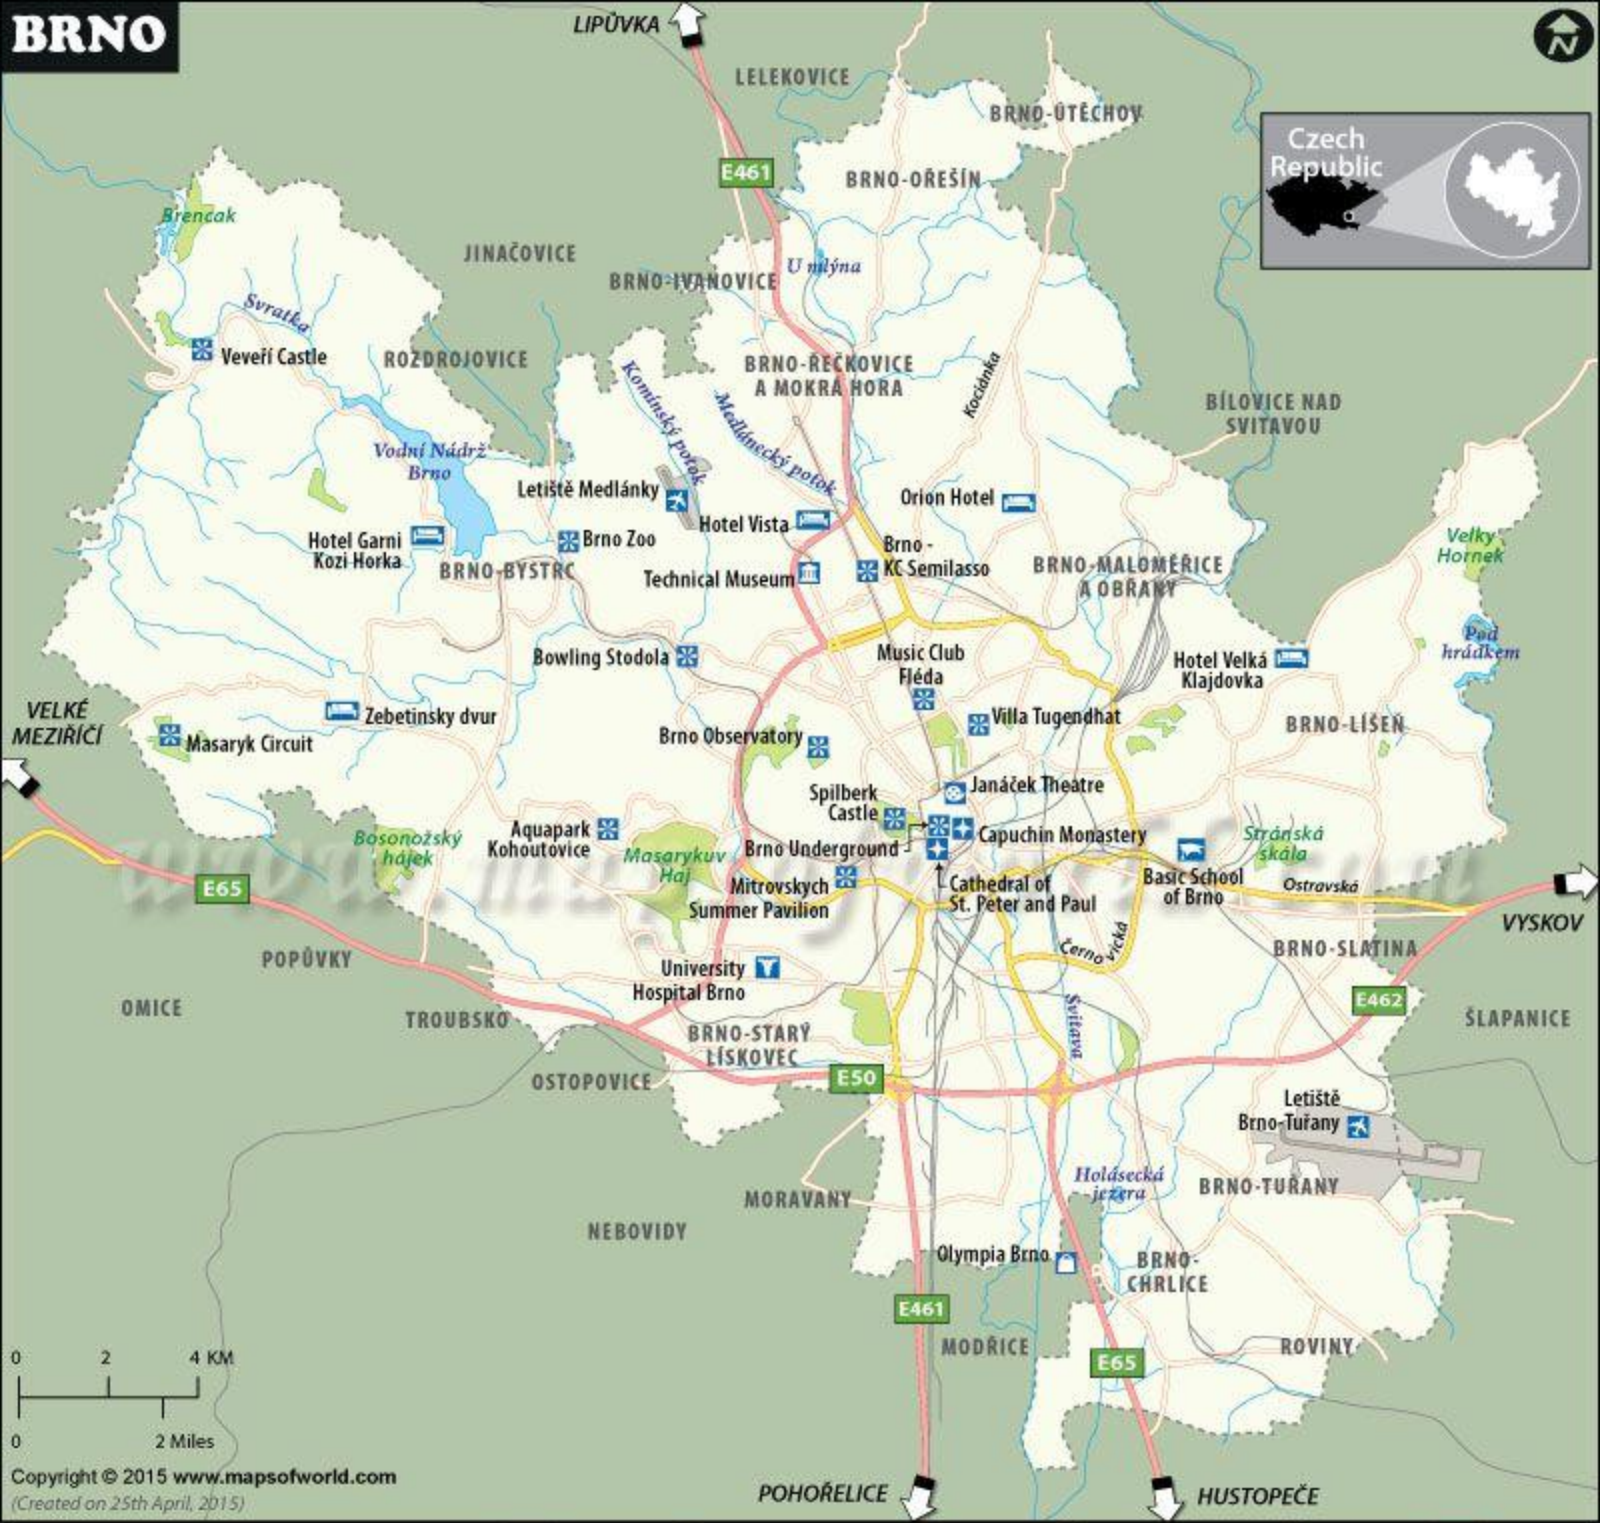 BRNO
LIPŮVKA
LELEKOVICE
BRNO-ÚTĚCHOV
Czech
Republic
N
E461
BRNO-OŘEŠÍN
Brencak
JINAČOVICE
BRNO-IVANOVICE
U mlýna
Svratka
Veveří Castle
ROZDROJOVICE
BRNO-ŘEČKOVICE
A MOKRÁ HORA
Kociánka
Komínský potok
Medlánecký potok
BÍLOVICE NAD
SVITAVOU
Vodní Nádrž
Brno
Letiště Medlánky
Hotel Vista
Orion Hotel
Hotel Garni
Kozi Horka
Brno Zoo
BRNO-BYSTRC
Technical Museum
Brno -
KC Semilasso
BRNO-MALOMĚŘICE
A OBŘANY
Velky
Hornek
Pod
hrádkem
Bowling Stodola
Music Club
Fléda
Hotel Velká
Klajdovka
VELKÉ
MEZIŘÍČÍ
Zebetinsky dvur
Masaryk Circuit
Brno Observatory
Villa Tugendhat
BRNO-LÍŠEŇ
Spilberk
Castle
Janáček Theatre
Bosonožský
hájek
Aquapark
Kohoutovice
Masarykuv
Haj
Brno Underground
Capuchin Monastery
Stránská
skála
Mitrovskych
Summer Pavilion
Cathedral of
St. Peter and Paul
Basic School
of Brno
Ostravská
E65
VYSKOV
POPŮVKY
University
Hospital Brno
Černovická
BRNO-SLATINA
OMICE
TROUBSKO
E462
ŠLAPANICE
BRNO-STARÝ
LÍSKOVEC
Svitava
OSTOPOVICE
E50
Letiště
Brno-Tuřany
Holásecká
jezera
BRNO-TUŘANY
MORAVANY
NEBOVIDY
Olympia Brno
BRNO-
CHRLICE
E461
MODŘICE
ROVINY
E65
0 2 4 KM
0 2 Miles
Copyright © 2015 www.mapsofworld.com
(Created on 25th April, 2015)
POHOŘELICE
HUSTOPEČE